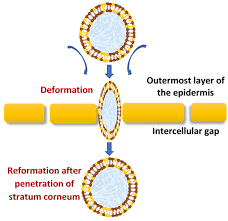 Deformation
Outermost layer of
the epidermis
Intercellular gap
Reformation after
penetration of
stratum corneum